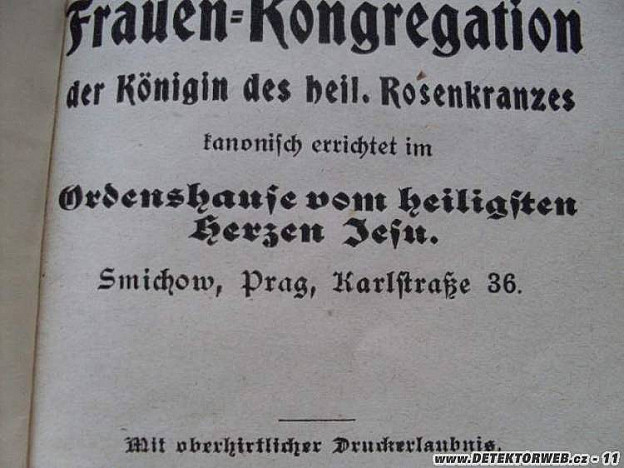 Frauen-Kongregation
der Königin des heil. Rosenkranzes
kanoniſch errichtet im
Ordenshauſe vom heiligſten
Herzen Jeſu.
Smichow, Prag, Karlſtraße 36.
Mit oberhirtlicher Druckerlaubnis.
www.DETEKTORWEB.cz - 11